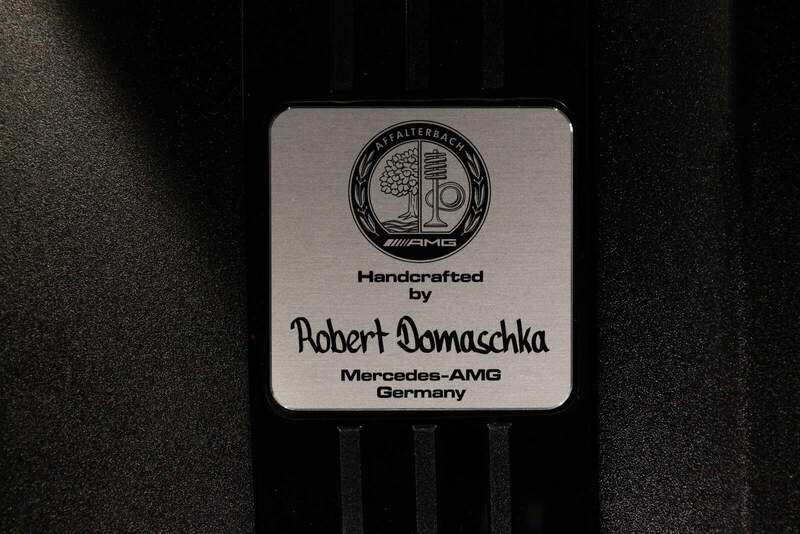 AFFALTERBACH
AMG
Handcrafted
by
Robert Domaschka
Mercedes-AMG
Germany